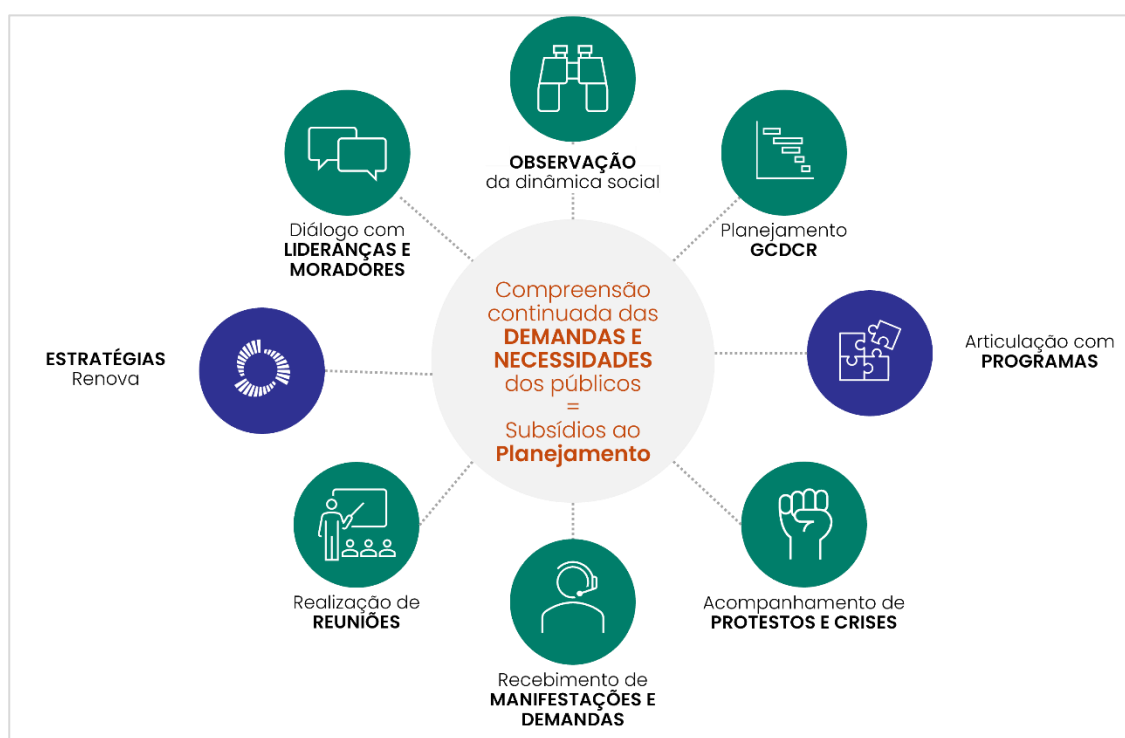 OBSERVAÇÃO
da dinâmica social
Planejamento
GCDCR
Articulação com
PROGRAMAS
Acompanhamento de
PROTESTOS E CRISES
Recebimento de
MANIFESTAÇÕES E
DEMANDAS
Realização de
REUNIÕES
ESTRATÉGIAS
Renova
Diálogo com
LIDERANÇAS E
MORADORES
Compreensão
continuada das
DEMANDAS E
NECESSIDADES
dos públicos
=
Subsídios ao
Planejamento